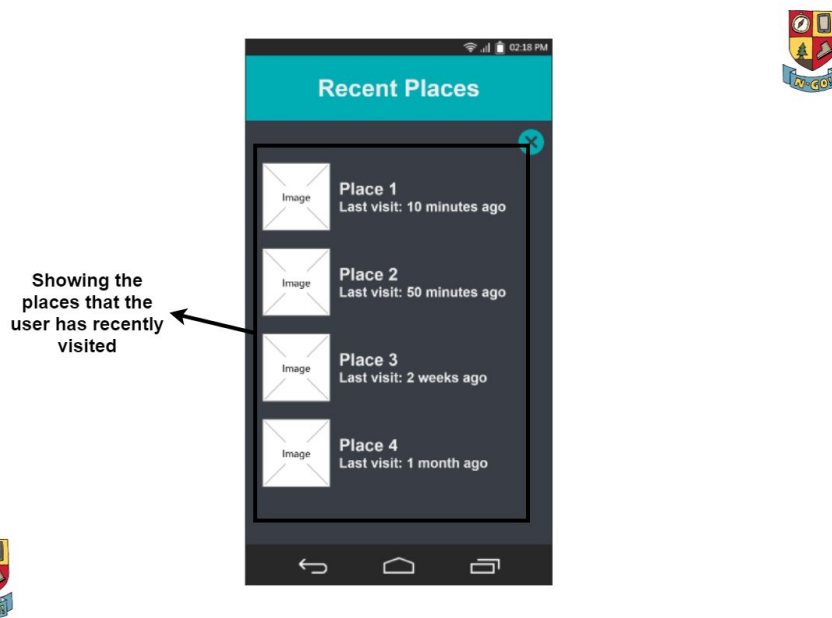 02:18 PM
Recent Places
Image
Place 1
Last visit: 10 minutes ago
Image
Place 2
Last visit: 50 minutes ago
Showing the
places that the
user has recently
visited
Image
Place 3
Last visit: 2 weeks ago
Image
Place 4
Last visit: 1 month ago